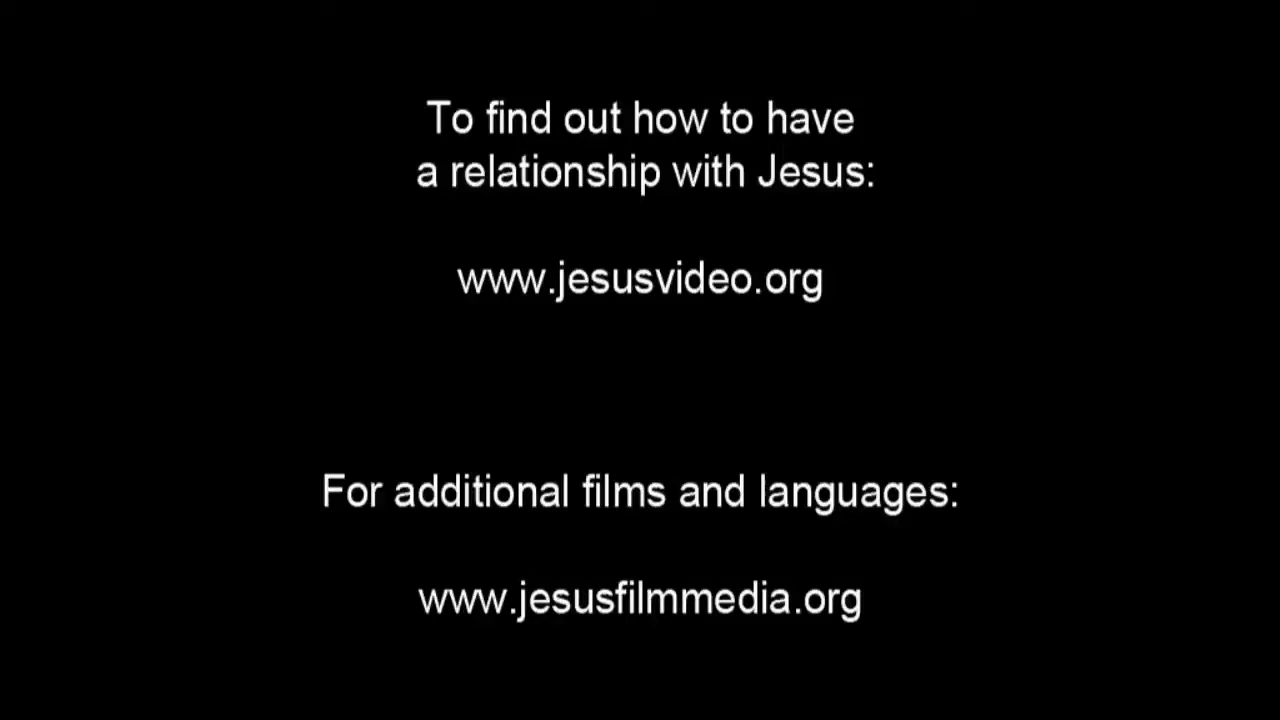 To find out how to have
a relationship with Jesus:
www.jesusvideo.org
For additional films and languages:
www.jesusfilmmedia.org